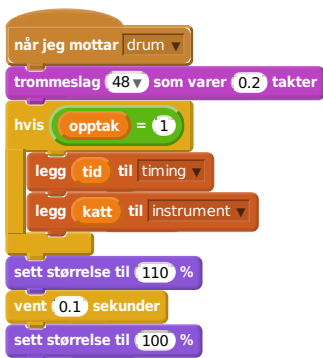 når jeg mottar drum
trommeslag 48 som varer 0.2 takter
hvis opptak = 1
legg tid til timing
legg katt til instrument
sett størrelse til 110 %
vent 0.1 sekunder
sett størrelse til 100 %